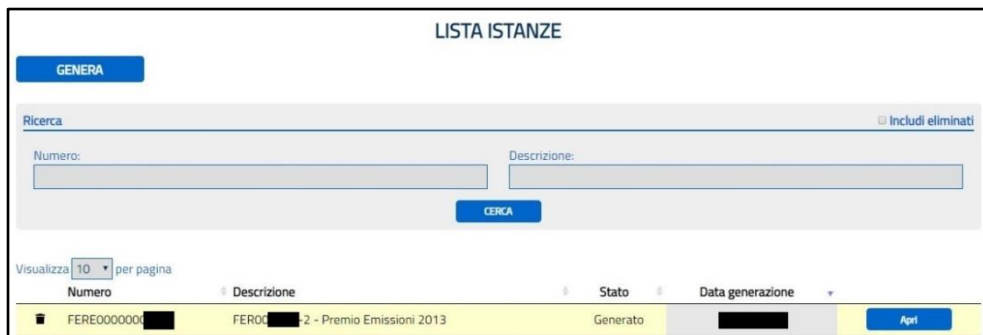 LISTA ISTANZE
GENERA
Ricerca Includi eliminati
Numero: Descrizione:
CERCA
Visualizza 10 per pagina
Numero Descrizione Stato Data generazione
FERE0000000 FER00 -2 - Premio Emissioni 2013 Generato Apri